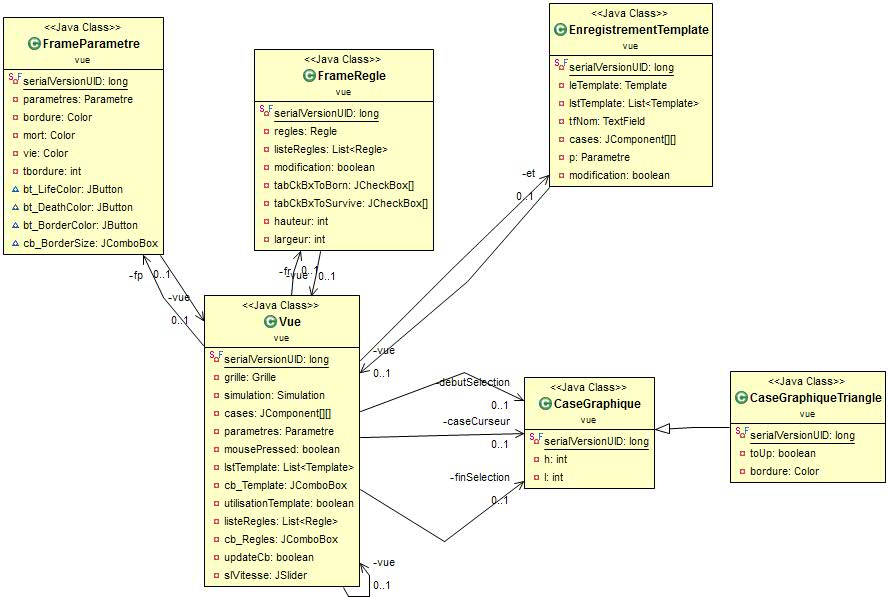 <<Java Class>>
FrameParametre
vue
serialVersionUID: long
parametres: Parametre
bordure: Color
mort: Color
vie: Color
tbordure: int
bt_LifeColor: JButton
bt_DeathColor: JButton
bt_BorderColor: JButton
cb_BorderSize: JComboBox
<<Java Class>>
FrameRegle
vue
serialVersionUID: long
regles: Regle
listeRegles: List<Regle>
modification: boolean
tabCkBxToBorn: JCheckBox[]
tabCkBxToSurvive: JCheckBox[]
hauteur: int
largeur: int
<<Java Class>>
EnregistrementTemplate
vue
serialVersionUID: long
leTemplate: Template
lstTemplate: List<Template>
tfNom: TextField
cases: JComponent[][]
p: Parametre
modification: boolean
-et
0..1
-fp
0..1
-vue
0..1
-fr
0..1
-vue
0..1
-vue
0..1
<<Java Class>>
Vue
vue
serialVersionUID: long
grille: Grille
simulation: Simulation
cases: JComponent[][]
parametres: Parametre
mousePressed: boolean
lstTemplate: List<Template>
cb_Template: JComboBox
utilisationTemplate: boolean
listeRegles: List<Regle>
cb_Regles: JComboBox
updateCb: boolean
slVitesse: JSlider
-debutSelection
0..1
-caseCurseur
0..1
-finSelection
0..1
-vue
0..1
<<Java Class>>
CaseGraphique
vue
serialVersionUID: long
h: int
l: int
<<Java Class>>
CaseGraphiqueTriangle
vue
serialVersionUID: long
toUp: boolean
bordure: Color